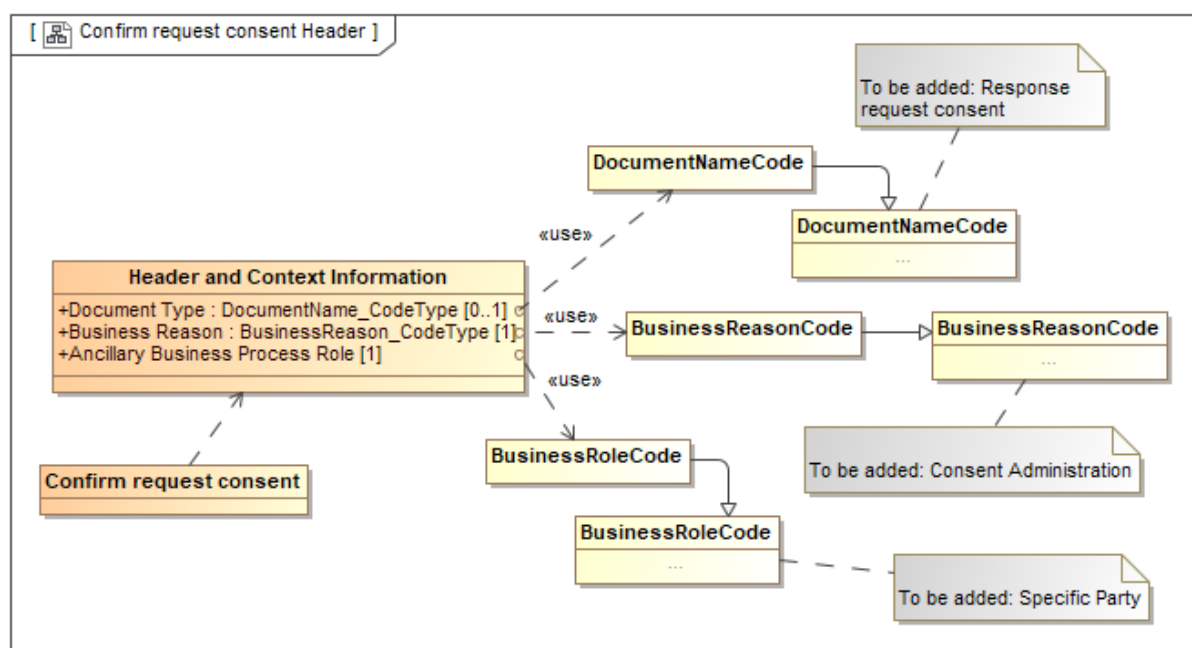 [ Confirm request consent Header ]
To be added: Response
request consent
DocumentNameCode
DocumentNameCode
...
«use»
Header and Context Information
+Document Type : DocumentName_CodeType [0..1]
+Business Reason : BusinessReason_CodeType [1]
+Ancillary Business Process Role [1]
«use»
BusinessReasonCode
BusinessReasonCode
...
«use»
BusinessRoleCode
To be added: Consent Administration
Confirm request consent
BusinessRoleCode
...
To be added: Specific Party